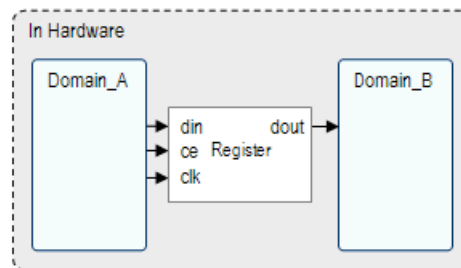 In Hardware
Domain_A
Domain_B
din dout
ce Register
clk